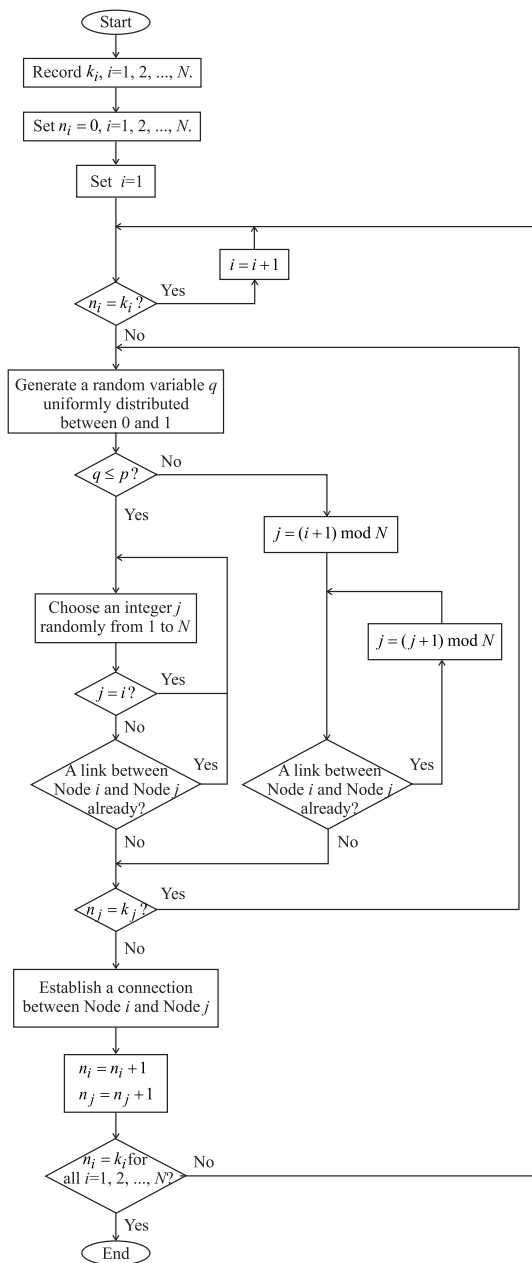 Start
Record k_i, i=1, 2, ..., N.
Set n_i = 0, i=1, 2, ..., N.
Set i=1
i = i+1
n_i = k_i ?
Yes
No
Generate a random variable q
uniformly distributed
between 0 and 1
q ≤ p ?
No
Yes
j = (i+1) mod N
Choose an integer j
randomly from 1 to N
j = (j+1) mod N
j = i ?
Yes
No
A link between
Node i and Node j
already?
Yes
No
A link between
Node i and Node j
already?
Yes
No
n_j = k_j ?
Yes
No
Establish a connection
between Node i and Node j
n_i = n_i +1
n_j = n_j +1
n_i = k_i for
all i=1, 2, ..., N?
No
Yes
End